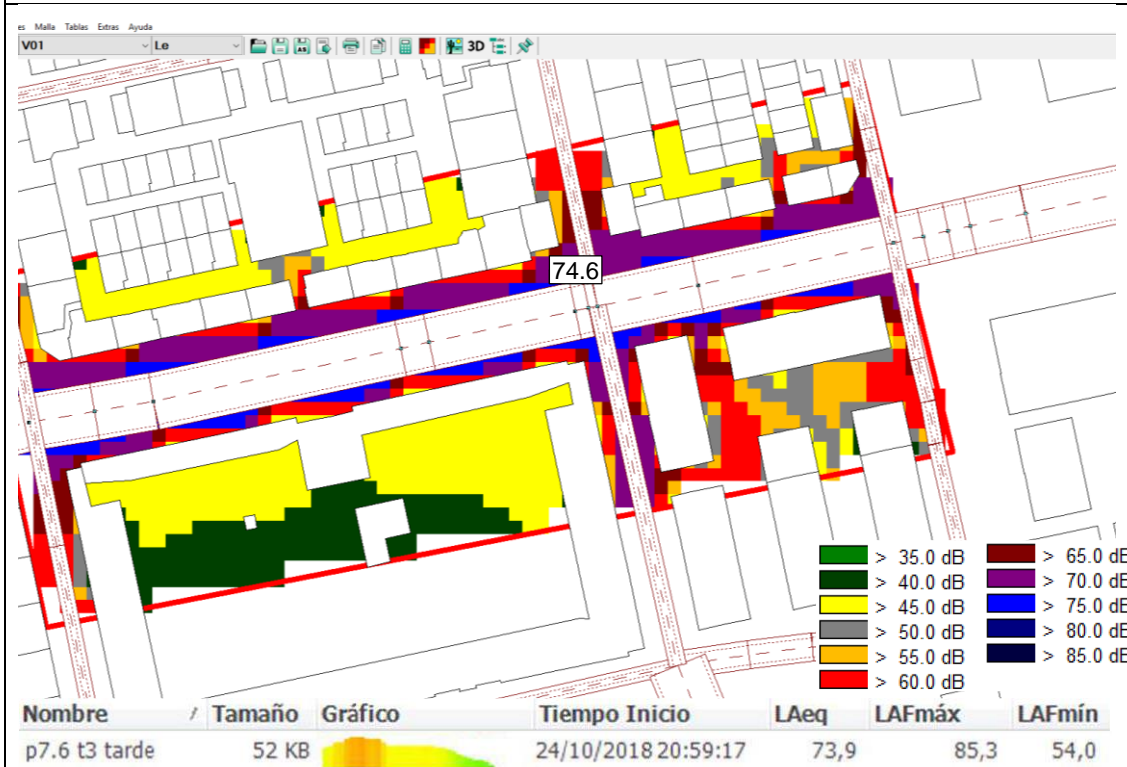 es Malla Tablas Extras Ayuda
V01 Le 3D
74.6
> 35.0 dB > 65.0 dB
> 40.0 dB > 70.0 dB
> 45.0 dB > 75.0 dB
> 50.0 dB > 80.0 dB
> 55.0 dB > 85.0 dB
> 60.0 dB
Nombre / Tamaño Gráfico Tiempo Inicio LAeq LAFmáx LAFmín
p7.6 t3 tarde 52 KB 24/10/2018 20:59:17 73,9 85,3 54,0